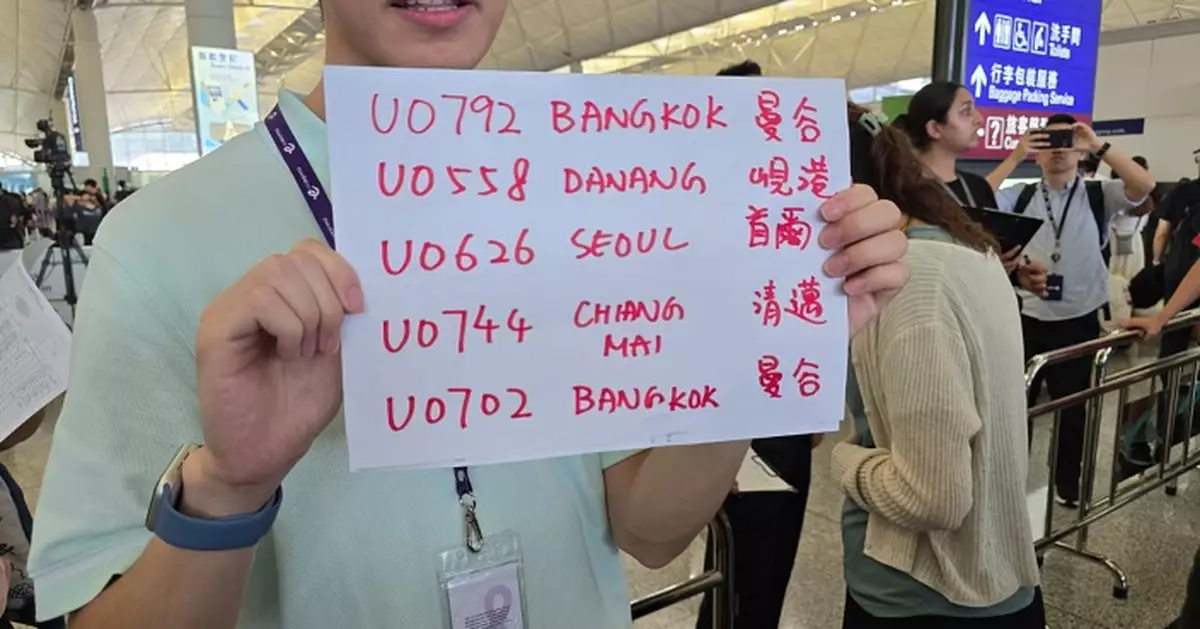 UO792 BANGKOK 曼谷
UO558 DANANG 峴港
UO626 SEOUL 首爾
UO744 CHIANG MAI 清邁
UO702 BANGKOK 曼谷
洗手間
Toilets
行李包裝服務
Baggage Packing Service